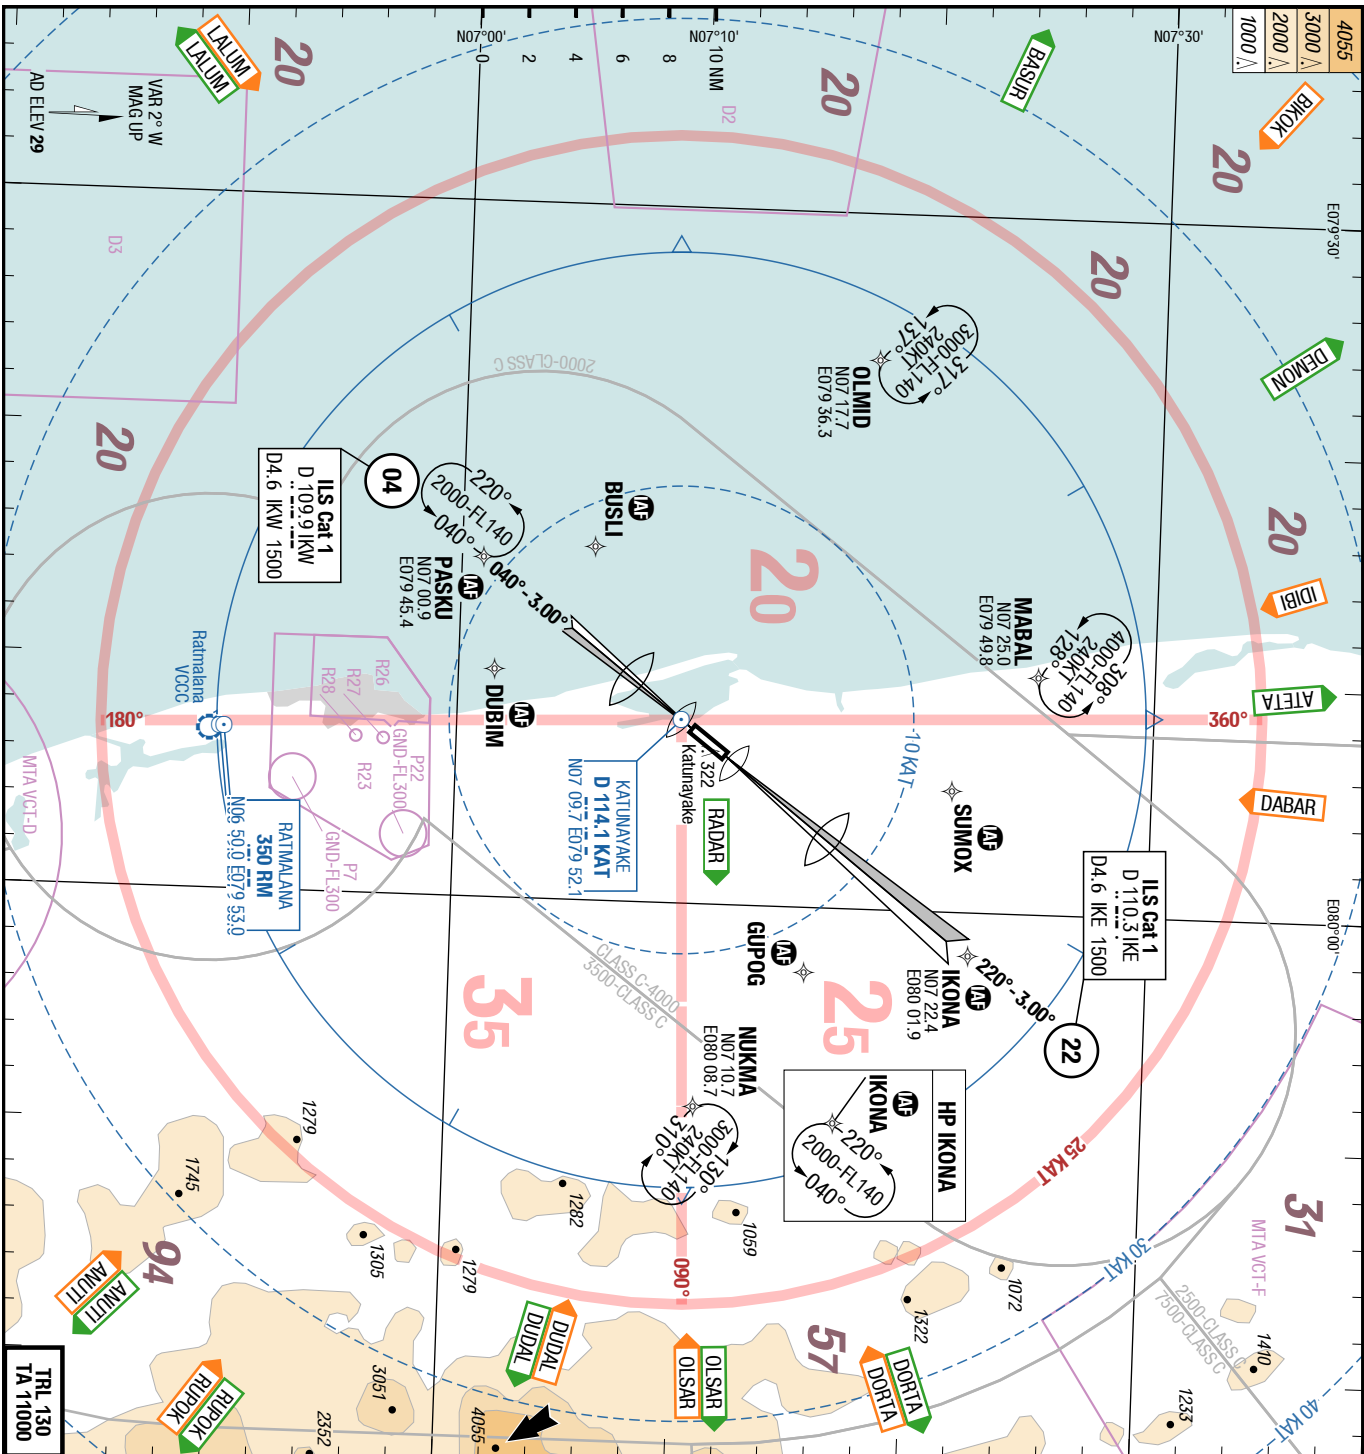 4055
3000
2000
1000
BIKOK
BASUR
LALUM
LALUM
VAR 2° W
MAG UP
AD ELEV 29
DEMON
IDIBI
ATETA
DABAR
N07°00'
N07°10'
N07°30'
0
2
4
6
8
10 NM
E079°30'
E080°00'
20
20
20
20
20
20
20
25
35
31
57
94
D2
D3
2000-CLASS C
OLMID
N07 17.7
E079 36.3
317°
3000-FL140
240KT
137°
MABAL
N07 25.0
E079 49.8
308°
4000-FL140
240KT
128°
04
ILS Cat 1
D 109.9 IKW
D4.6 IKW 1500
220°
2000-FL140
040°
040° - 3.00°
IAF
PASKU
N07 00.9
E079 45.4
IAF
BUSLI
IAF
DUBIM
IAF
SUMOX
IAF
GUPOG
IAF
IKONA
N07 22.4
E080 01.9
220° - 3.00°
22
ILS Cat 1
D 110.3 IKE
D4.6 IKE 1500
322
Katunayake
KATUNAYAKE
D 114.1 KAT
N07 09.7 E079 52.1
RADAR
10 KAT
25 KAT
30 KAT
40 KAT
360°
090°
180°
Ratmalana
VCCC
RATMALANA
350 RM
N06 50.0 E079 53.0
R26
R27
R28
R23
P22
GND-FL300
P7
GND-FL300
MTA VCT-D
MTA VCT-F
CLASS C-4000
3500-CLASS C
2500-CLASS C
7500-CLASS C
NUKMA
N07 10.7
E080 08.7
130°
3000-FL140
240KT
310°
HP IKONA
IAF
IKONA
220°
2000-FL140
040°
1279
1745
1305
1279
1282
1059
1072
1322
1410
1233
3051
2352
4055
ANUTI
ANUTI
RUPOK
RUPOK
DUDAL
DUDAL
OLSAR
OLSAR
DORTA
DORTA
TRL 130
TA 11000